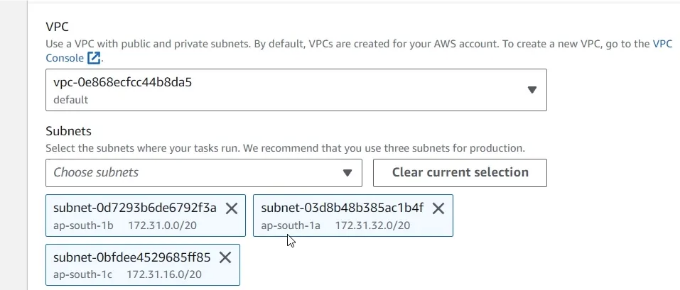 VPC
Use a VPC with public and private subnets. By default, VPCs are created for your AWS account. To create a new VPC, go to the VPC
Console.
vpc-0e868ecfcc44b8da5
default
Subnets
Select the subnets where your tasks run. We recommend that you use three subnets for production.
Choose subnets
Clear current selection
subnet-0d7293b6de6792f3a subnet-03d8b48b385ac1b4f
ap-south-1b 172.31.0.0/20 ap-south-1a 172.31.32.0/20
subnet-0bfdee4529685ff85
ap-south-1c 172.31.16.0/20